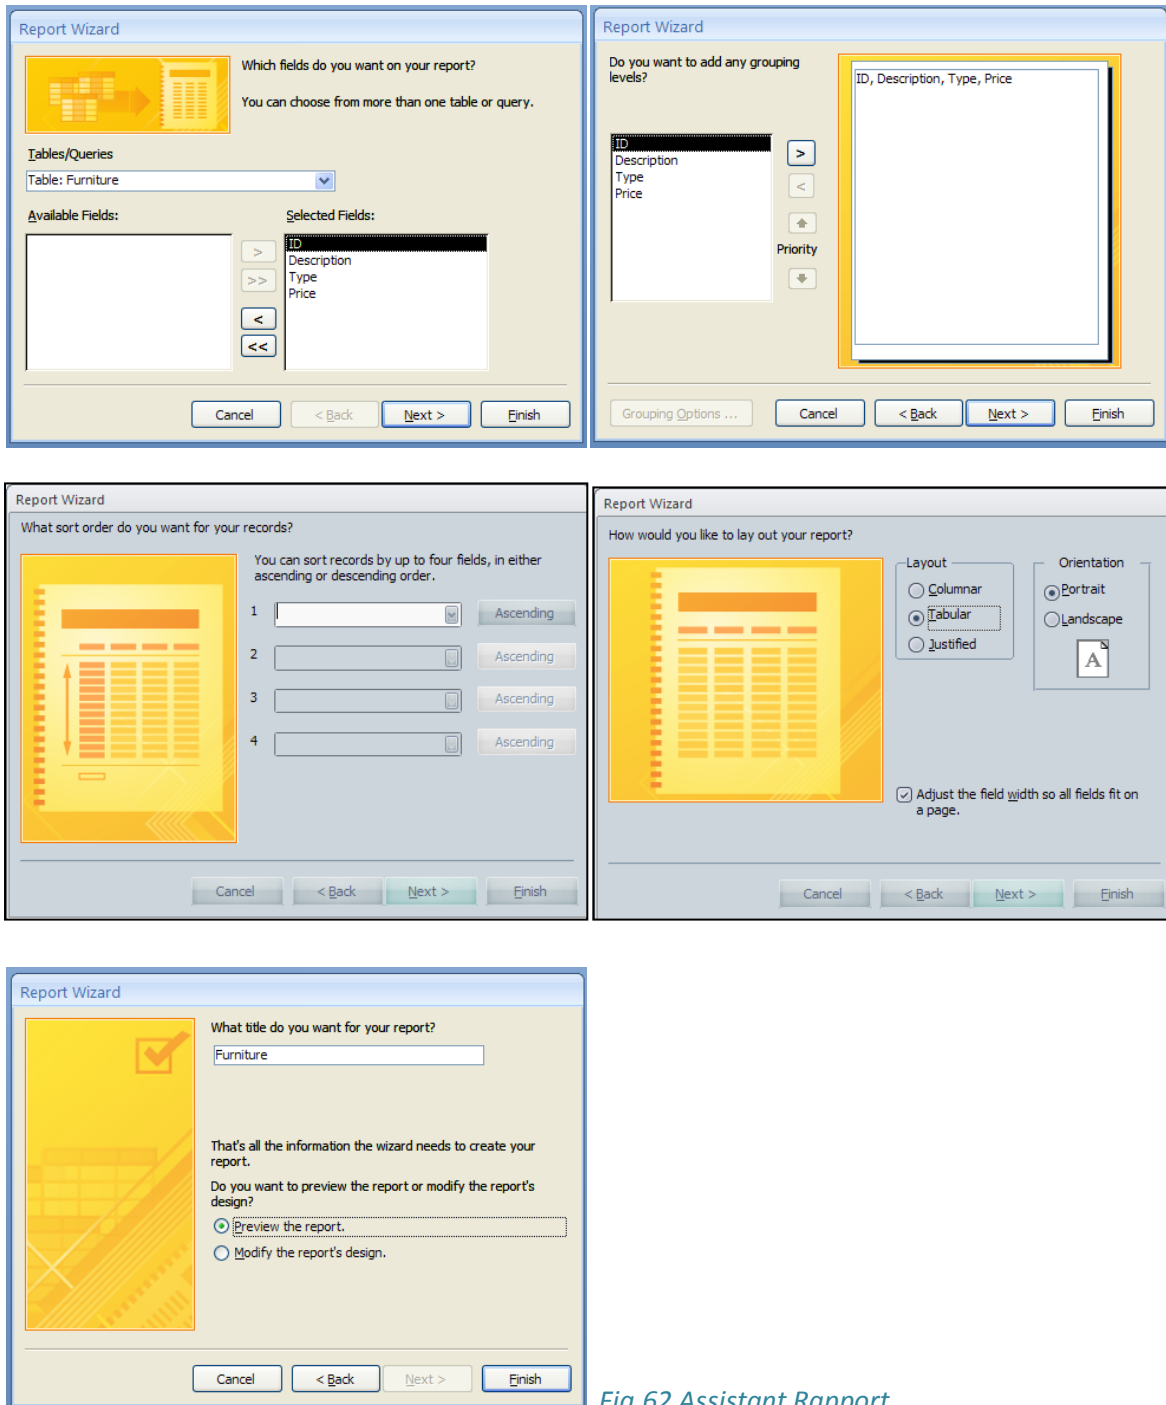 Report Wizard
Which fields do you want on your report?
You can choose from more than one table or query.
Tables/Queries
Table: Furniture
Available Fields:
Selected Fields:
ID
Description
Type
Price
>
>>
<
<<
Cancel
< Back
Next >
Finish
Report Wizard
Do you want to add any grouping
levels?
ID
Description
Type
Price
>
<
Priority
ID, Description, Type, Price
Grouping Options ...
Cancel
< Back
Next >
Finish
Report Wizard
What sort order do you want for your records?
You can sort records by up to four fields, in either
ascending or descending order.
1
Ascending
2
Ascending
3
Ascending
4
Ascending
Cancel
< Back
Next >
Finish
Report Wizard
How would you like to lay out your report?
Layout
Columnar
Tabular
Justified
Orientation
Portrait
Landscape
A
Adjust the field width so all fields fit on
a page.
Cancel
< Back
Next >
Finish
Report Wizard
What title do you want for your report?
Furniture
That's all the information the wizard needs to create your
report.
Do you want to preview the report or modify the report's
design?
Preview the report.
Modify the report's design.
Cancel
< Back
Next >
Finish
Fig 62 Assistant Rapport